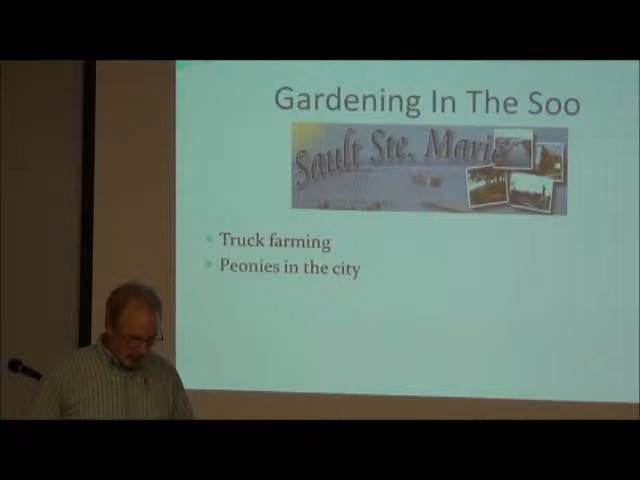 Gardening In The Soo
Sault Ste. Marie
Truck farming
Peonies in the city